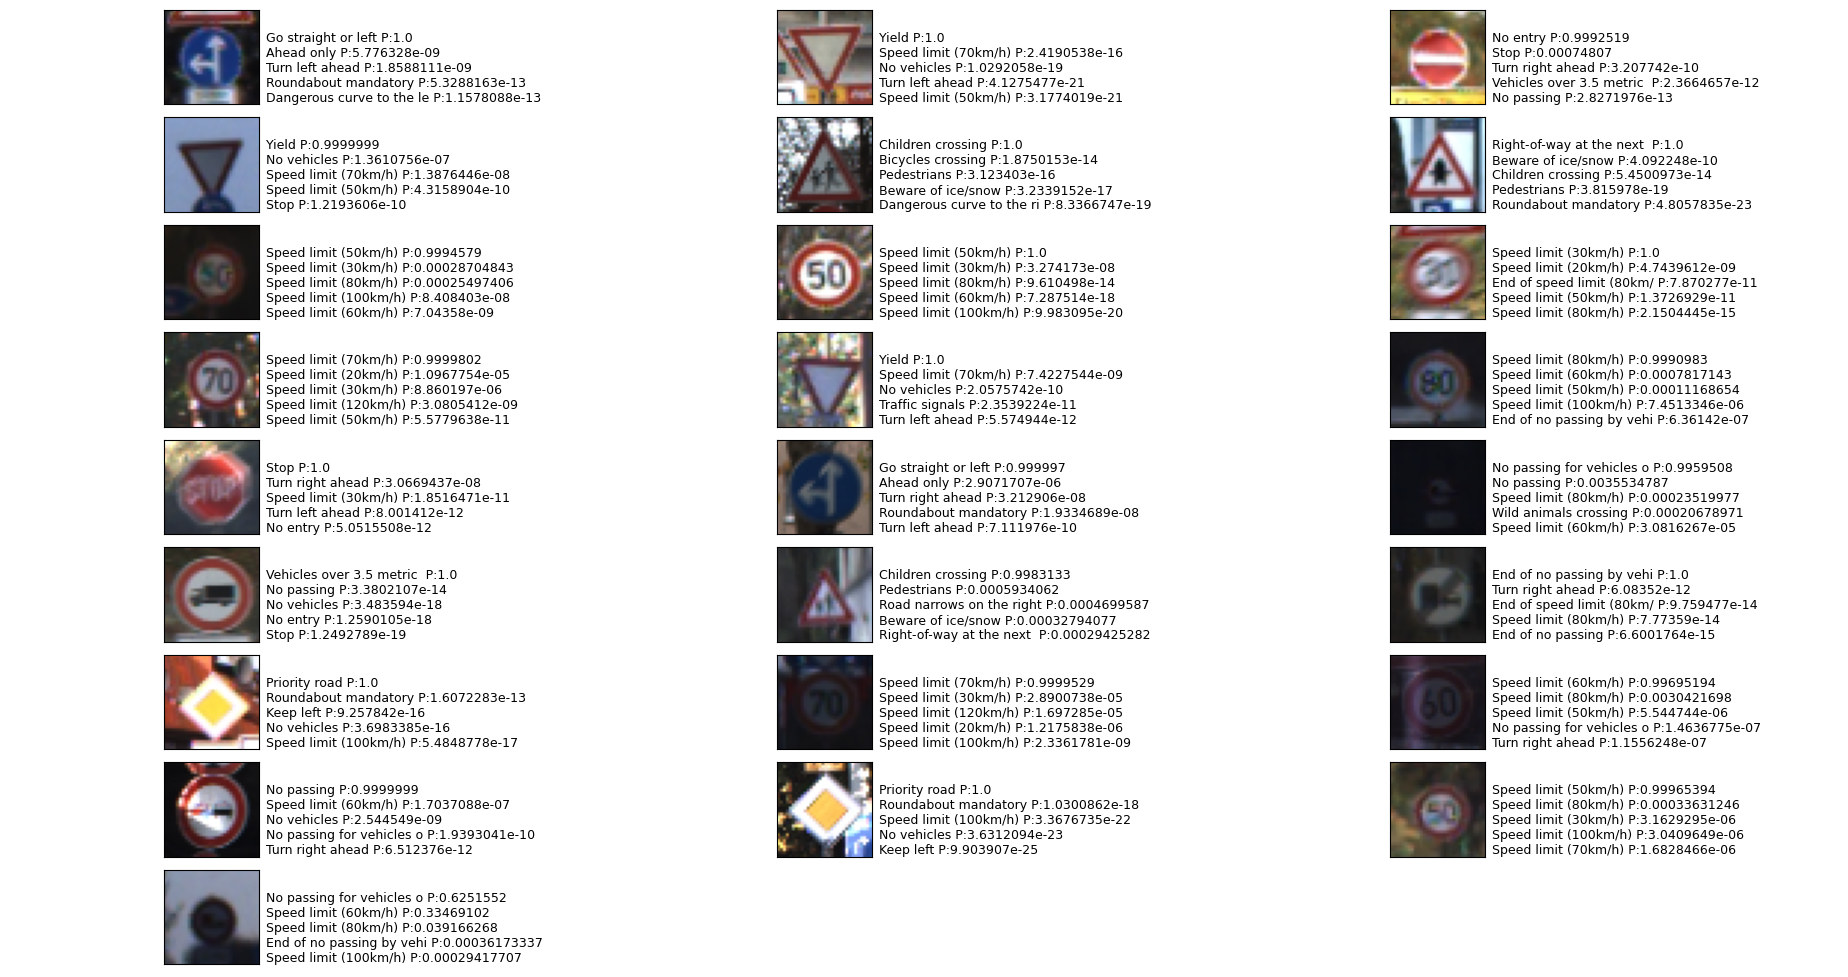 Go straight or left P:1.0
Ahead only P:5.776328e-09
Turn left ahead P:1.8588111e-09
Roundabout mandatory P:5.3288163e-13
Dangerous curve to the le P:1.1578088e-13
Yield P:1.0
Speed limit (70km/h) P:2.4190538e-16
No vehicles P:1.0292058e-19
Turn left ahead P:4.1275477e-21
Speed limit (50km/h) P:3.1774019e-21
No entry P:0.9992519
Stop P:0.00074807
Turn right ahead P:3.207742e-10
Vehicles over 3.5 metric  P:2.3664657e-12
No passing P:2.8271976e-13
Yield P:0.9999999
No vehicles P:1.3610756e-07
Speed limit (70km/h) P:1.3876446e-08
Speed limit (50km/h) P:4.3158904e-10
Stop P:1.2193606e-10
Children crossing P:1.0
Bicycles crossing P:1.8750153e-14
Pedestrians P:3.123403e-16
Beware of ice/snow P:3.2339152e-17
Dangerous curve to the ri P:8.3366747e-19
Right-of-way at the next  P:1.0
Beware of ice/snow P:4.092248e-10
Children crossing P:5.4500973e-14
Pedestrians P:3.815978e-19
Roundabout mandatory P:4.8057835e-23
50
Speed limit (50km/h) P:0.9994579
Speed limit (30km/h) P:0.00028704843
Speed limit (80km/h) P:0.00025497406
Speed limit (100km/h) P:8.408403e-08
Speed limit (60km/h) P:7.04358e-09
50
Speed limit (50km/h) P:1.0
Speed limit (30km/h) P:3.274173e-08
Speed limit (80km/h) P:9.610498e-14
Speed limit (60km/h) P:7.287514e-18
Speed limit (100km/h) P:9.983095e-20
30
Speed limit (30km/h) P:1.0
Speed limit (20km/h) P:4.7439612e-09
End of speed limit (80km/ P:7.870277e-11
Speed limit (50km/h) P:1.3726929e-11
Speed limit (80km/h) P:2.1504445e-15
70
Speed limit (70km/h) P:0.9999802
Speed limit (20km/h) P:1.0967754e-05
Speed limit (30km/h) P:8.860197e-06
Speed limit (120km/h) P:3.0805412e-09
Speed limit (50km/h) P:5.5779638e-11
Yield P:1.0
Speed limit (70km/h) P:7.4227544e-09
No vehicles P:2.0575742e-10
Traffic signals P:2.3539224e-11
Turn left ahead P:5.574944e-12
80
Speed limit (80km/h) P:0.9990983
Speed limit (60km/h) P:0.0007817143
Speed limit (50km/h) P:0.00011168654
Speed limit (100km/h) P:7.4513346e-06
End of no passing by vehi P:6.36142e-07
STOP
Stop P:1.0
Turn right ahead P:3.0669437e-08
Speed limit (30km/h) P:1.8516471e-11
Turn left ahead P:8.001412e-12
No entry P:5.0515508e-12
Go straight or left P:0.999997
Ahead only P:2.9071707e-06
Turn right ahead P:3.212906e-08
Roundabout mandatory P:1.9334689e-08
Turn left ahead P:7.111976e-10
No passing for vehicles o P:0.9959508
No passing P:0.0035534787
Speed limit (80km/h) P:0.00023519977
Wild animals crossing P:0.00020678971
Speed limit (60km/h) P:3.0816267e-05
Vehicles over 3.5 metric  P:1.0
No passing P:3.3802107e-14
No vehicles P:3.483594e-18
No entry P:1.2590105e-18
Stop P:1.2492789e-19
Children crossing P:0.9983133
Pedestrians P:0.0005934062
Road narrows on the right P:0.0004699587
Beware of ice/snow P:0.00032794077
Right-of-way at the next  P:0.00029425282
End of no passing by vehi P:1.0
Turn right ahead P:6.08352e-12
End of speed limit (80km/ P:9.759477e-14
Speed limit (80km/h) P:7.77359e-14
End of no passing P:6.6001764e-15
Priority road P:1.0
Roundabout mandatory P:1.6072283e-13
Keep left P:9.257842e-16
No vehicles P:3.6983385e-16
Speed limit (100km/h) P:5.4848778e-17
70
Speed limit (70km/h) P:0.9999529
Speed limit (30km/h) P:2.8900738e-05
Speed limit (120km/h) P:1.697285e-05
Speed limit (20km/h) P:1.2175838e-06
Speed limit (100km/h) P:2.3361781e-09
60
Speed limit (60km/h) P:0.99695194
Speed limit (80km/h) P:0.0030421698
Speed limit (50km/h) P:5.544744e-06
No passing for vehicles o P:1.4636775e-07
Turn right ahead P:1.1556248e-07
No passing P:0.9999999
Speed limit (60km/h) P:1.7037088e-07
No vehicles P:2.544549e-09
No passing for vehicles o P:1.9393041e-10
Turn right ahead P:6.512376e-12
Priority road P:1.0
Roundabout mandatory P:1.0300862e-18
Speed limit (100km/h) P:3.3676735e-22
No vehicles P:3.6312094e-23
Keep left P:9.903907e-25
50
Speed limit (50km/h) P:0.99965394
Speed limit (80km/h) P:0.00033631246
Speed limit (30km/h) P:3.1629295e-06
Speed limit (100km/h) P:3.0409649e-06
Speed limit (70km/h) P:1.6828466e-06
No passing for vehicles o P:0.6251552
Speed limit (60km/h) P:0.33469102
Speed limit (80km/h) P:0.039166268
End of no passing by vehi P:0.00036173337
Speed limit (100km/h) P:0.00029417707